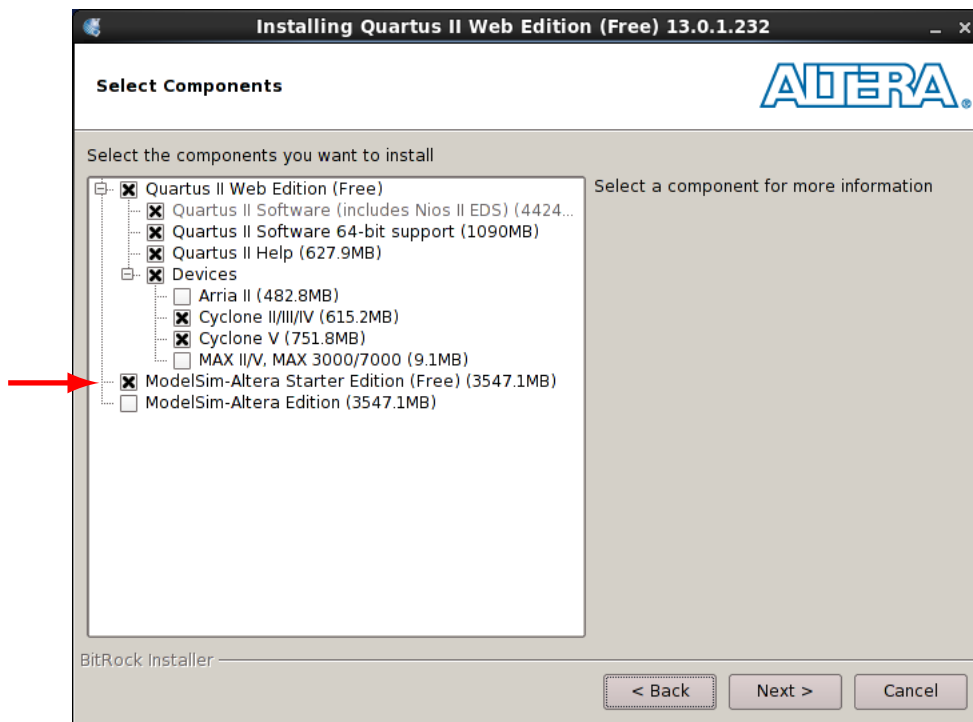 Installing Quartus II Web Edition (Free) 13.0.1.232
Select Components
ALTERA®
Select the components you want to install
Quartus II Web Edition (Free)
Select a component for more information
Quartus II Software (includes Nios II EDS) (4424...
Quartus II Software 64-bit support (1090MB)
Quartus II Help (627.9MB)
Devices
Arria II (482.8MB)
Cyclone II/III/IV (615.2MB)
Cyclone V (751.8MB)
MAX II/V, MAX 3000/7000 (9.1MB)
ModelSim-Altera Starter Edition (Free) (3547.1MB)
ModelSim-Altera Edition (3547.1MB)
BitRock Installer
< Back
Next >
Cancel